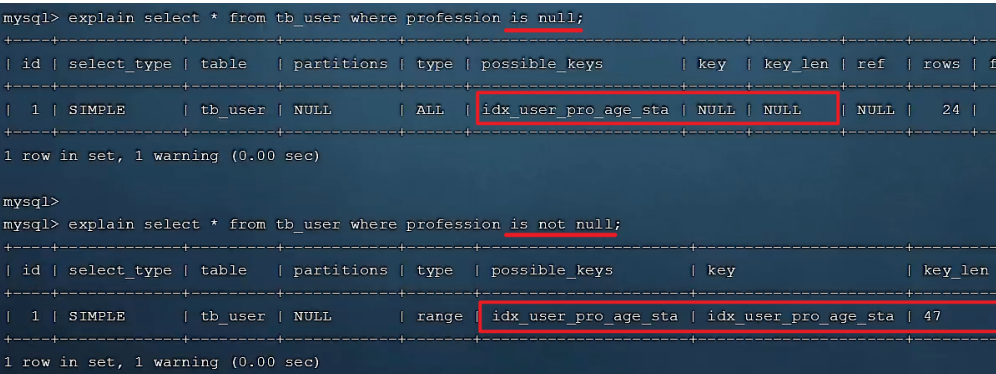 mysql> explain select * from tb_user where profession is null;
+----+-------------+---------+------------+------+----------------------+------+---------+------+------+--
| id | select_type | table | partitions | type | possible_keys | key | key_len | ref | rows | f
| 1 | SIMPLE | tb_user | NULL | ALL | idx_user_pro_age_sta | NULL | NULL | NULL | 24 |
1 row in set, 1 warning (0.00 sec)
mysql>
mysql> explain select * from tb_user where profession is not null;
| id | select_type | table | partitions | type | possible_keys | key | key_len
| 1 | SIMPLE | tb_user | NULL | range | idx_user_pro_age_sta | idx_user_pro_age_sta | 47
1 row in set, 1 warning (0.00 sec)